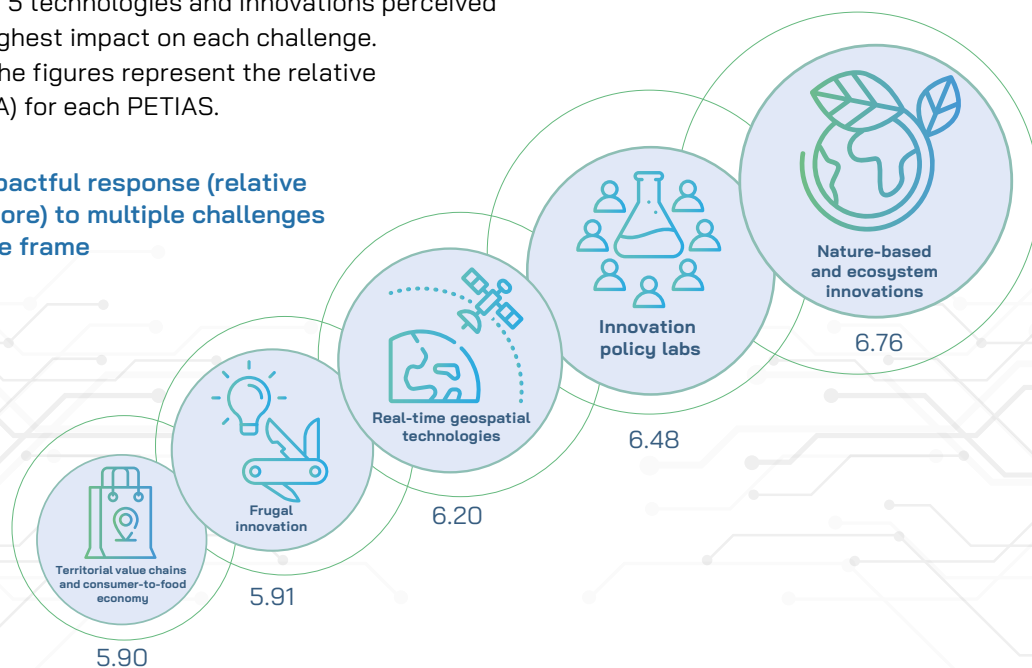 5 technologies and innovations perceived
ghest impact on each challenge.
he figures represent the relative
A) for each PETIAS.
pactful response (relative
ore) to multiple challenges
e frame
Nature-based
and ecosystem
innovations
6.76
Innovation
policy labs
6.48
Real-time geospatial
technologies
6.20
Frugal
innovation
5.91
Territorial value chains
and consumer-to-food
economy
5.90